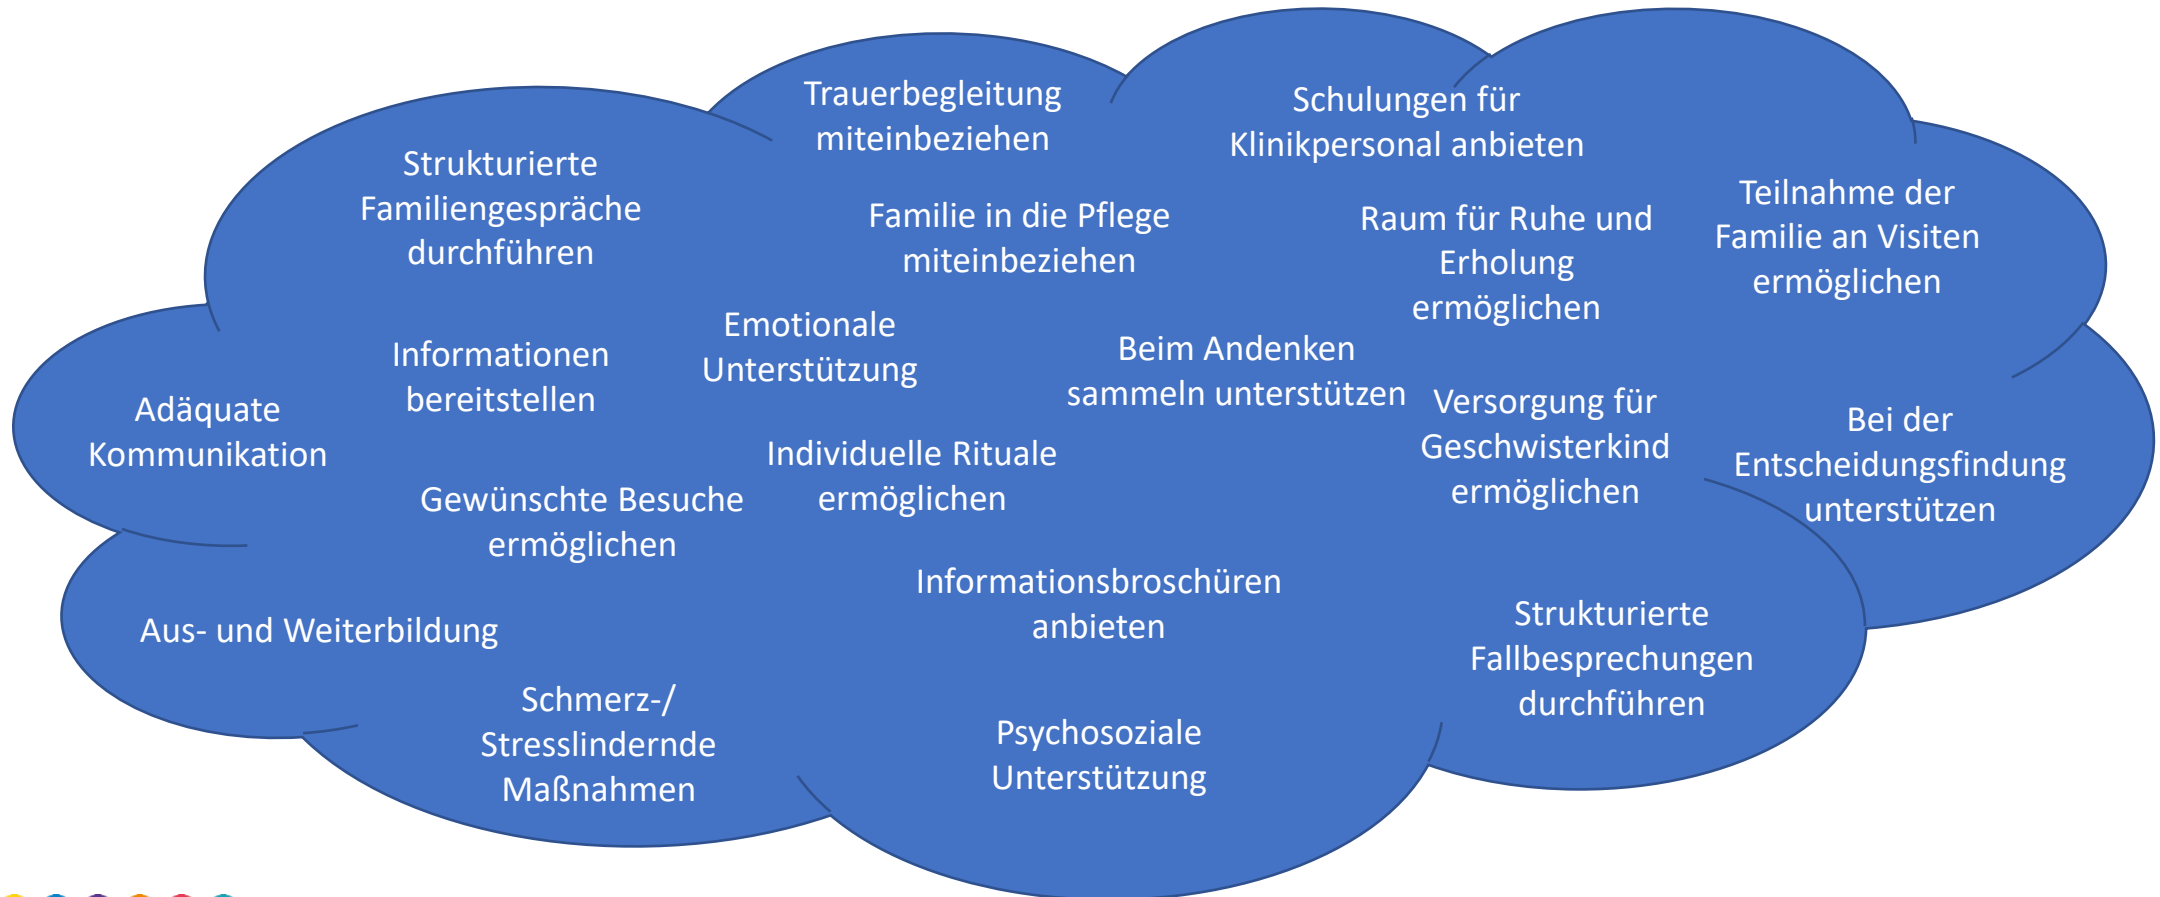 Trauerbegleitung
miteinbeziehen
Schulungen für
Klinikpersonal anbieten
Strukturierte
Familiengespräche
durchführen
Familie in die Pflege
miteinbeziehen
Raum für Ruhe und
Erholung
ermöglichen
Teilnahme der
Familie an Visiten
ermöglichen
Informationen
bereitstellen
Emotionale
Unterstützung
Beim Andenken
sammeln unterstützen
Adäquate
Kommunikation
Versorgung für
Geschwisterkind
ermöglichen
Bei der
Entscheidungsfindung
unterstützen
Gewünschte Besuche
ermöglichen
Individuelle Rituale
ermöglichen
Informationsbroschüren
anbieten
Aus- und Weiterbildung
Strukturierte
Fallbesprechungen
durchführen
Schmerz-/
Stresslindernde
Maßnahmen
Psychosoziale
Unterstützung